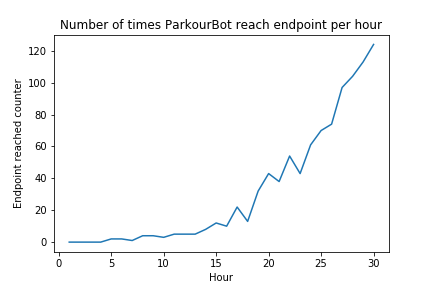 Number of times ParkourBot reach endpoint per hour
120
100
80
60
40
20
0
Endpoint reached counter
0 5 10 15 20 25 30
Hour